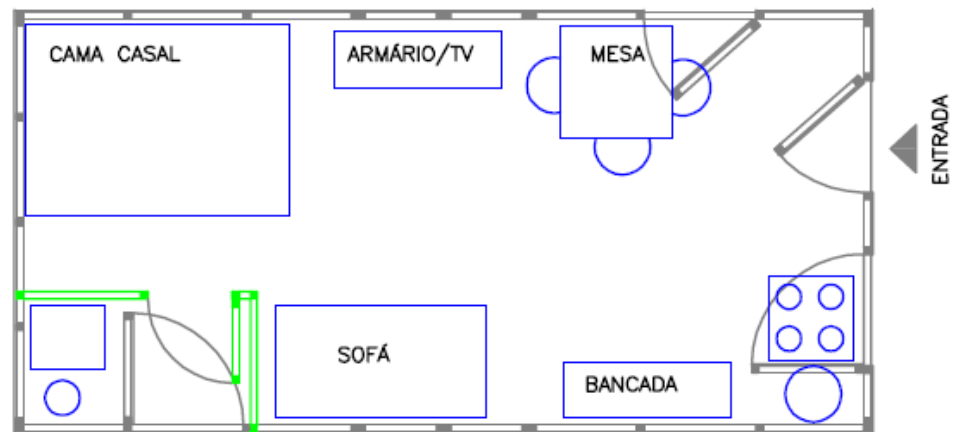 CAMA CASAL
ARMÁRIO/TV
MESA
ENTRADA
SOFÁ
BANCADA